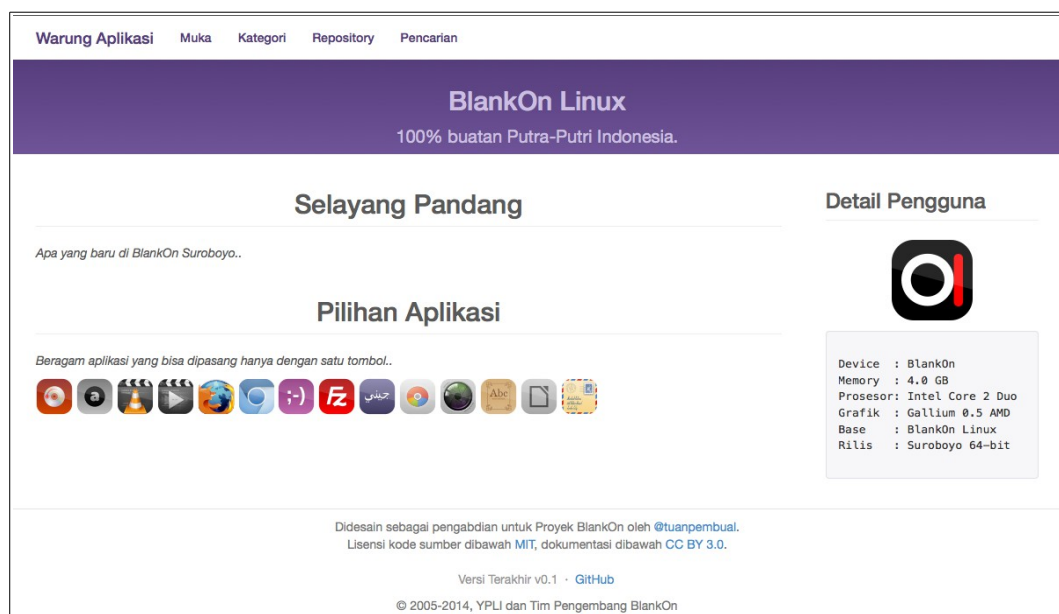 Warung Aplikasi Muka Kategori Repository Pencarian
BlankOn Linux
100% buatan Putra-Putri Indonesia.
Selayang Pandang
Apa yang baru di BlankOn Suroboyo..
Pilihan Aplikasi
Beragam aplikasi yang bisa dipasang hanya dengan satu tombol..
a ;-) Fz جيني Abc
Detail Pengguna
Device : BlankOn
Memory : 4.0 GB
Prosesor: Intel Core 2 Duo
Grafik : Gallium 0.5 AMD
Base : BlankOn Linux
Rilis : Suroboyo 64-bit
Didesain sebagai pengabdian untuk Proyek BlankOn oleh @tuanpembual.
Lisensi kode sumber dibawah MIT, dokumentasi dibawah CC BY 3.0.
Versi Terakhir v0.1 · GitHub
© 2005-2014, YPLI dan Tim Pengembang BlankOn